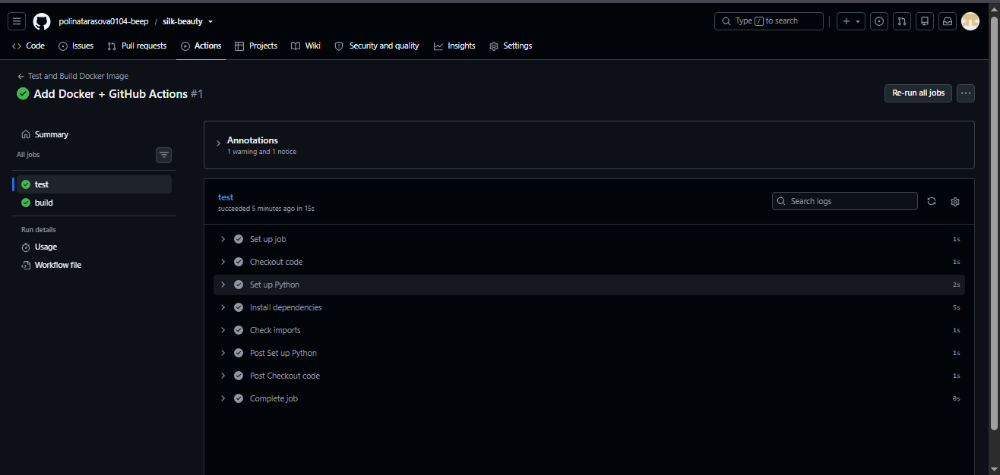 polinatarasova0104-beep / silk-beauty
Type / to search
Code Issues Pull requests Actions Projects Wiki Security and quality Insights Settings
Test and Build Docker Image
Add Docker + GitHub Actions #1
Re-run all jobs
Summary
All jobs
test
build
Run details
Usage
Workflow file
Annotations
1 warning and 1 notice
test
succeeded 5 minutes ago in 15s
Search logs
Set up job 1s
Checkout code 1s
Set up Python 2s
Install dependencies 5s
Check imports 1s
Post Set up Python 1s
Post Checkout code 1s
Complete job 0s